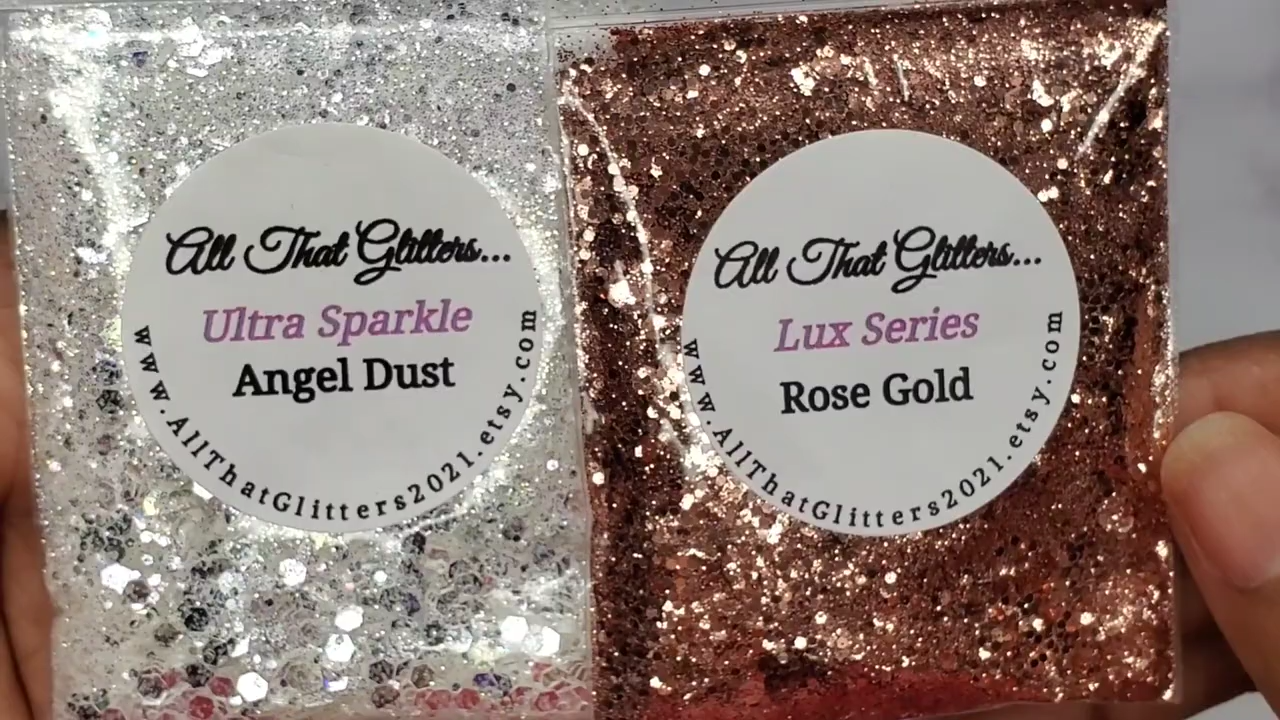 All That Glitters...
Ultra Sparkle
Angel Dust
www.AllThatGlitters2021.etsy.com
All That Glitters...
Lux Series
Rose Gold
www.AllThatGlitters2021.etsy.com